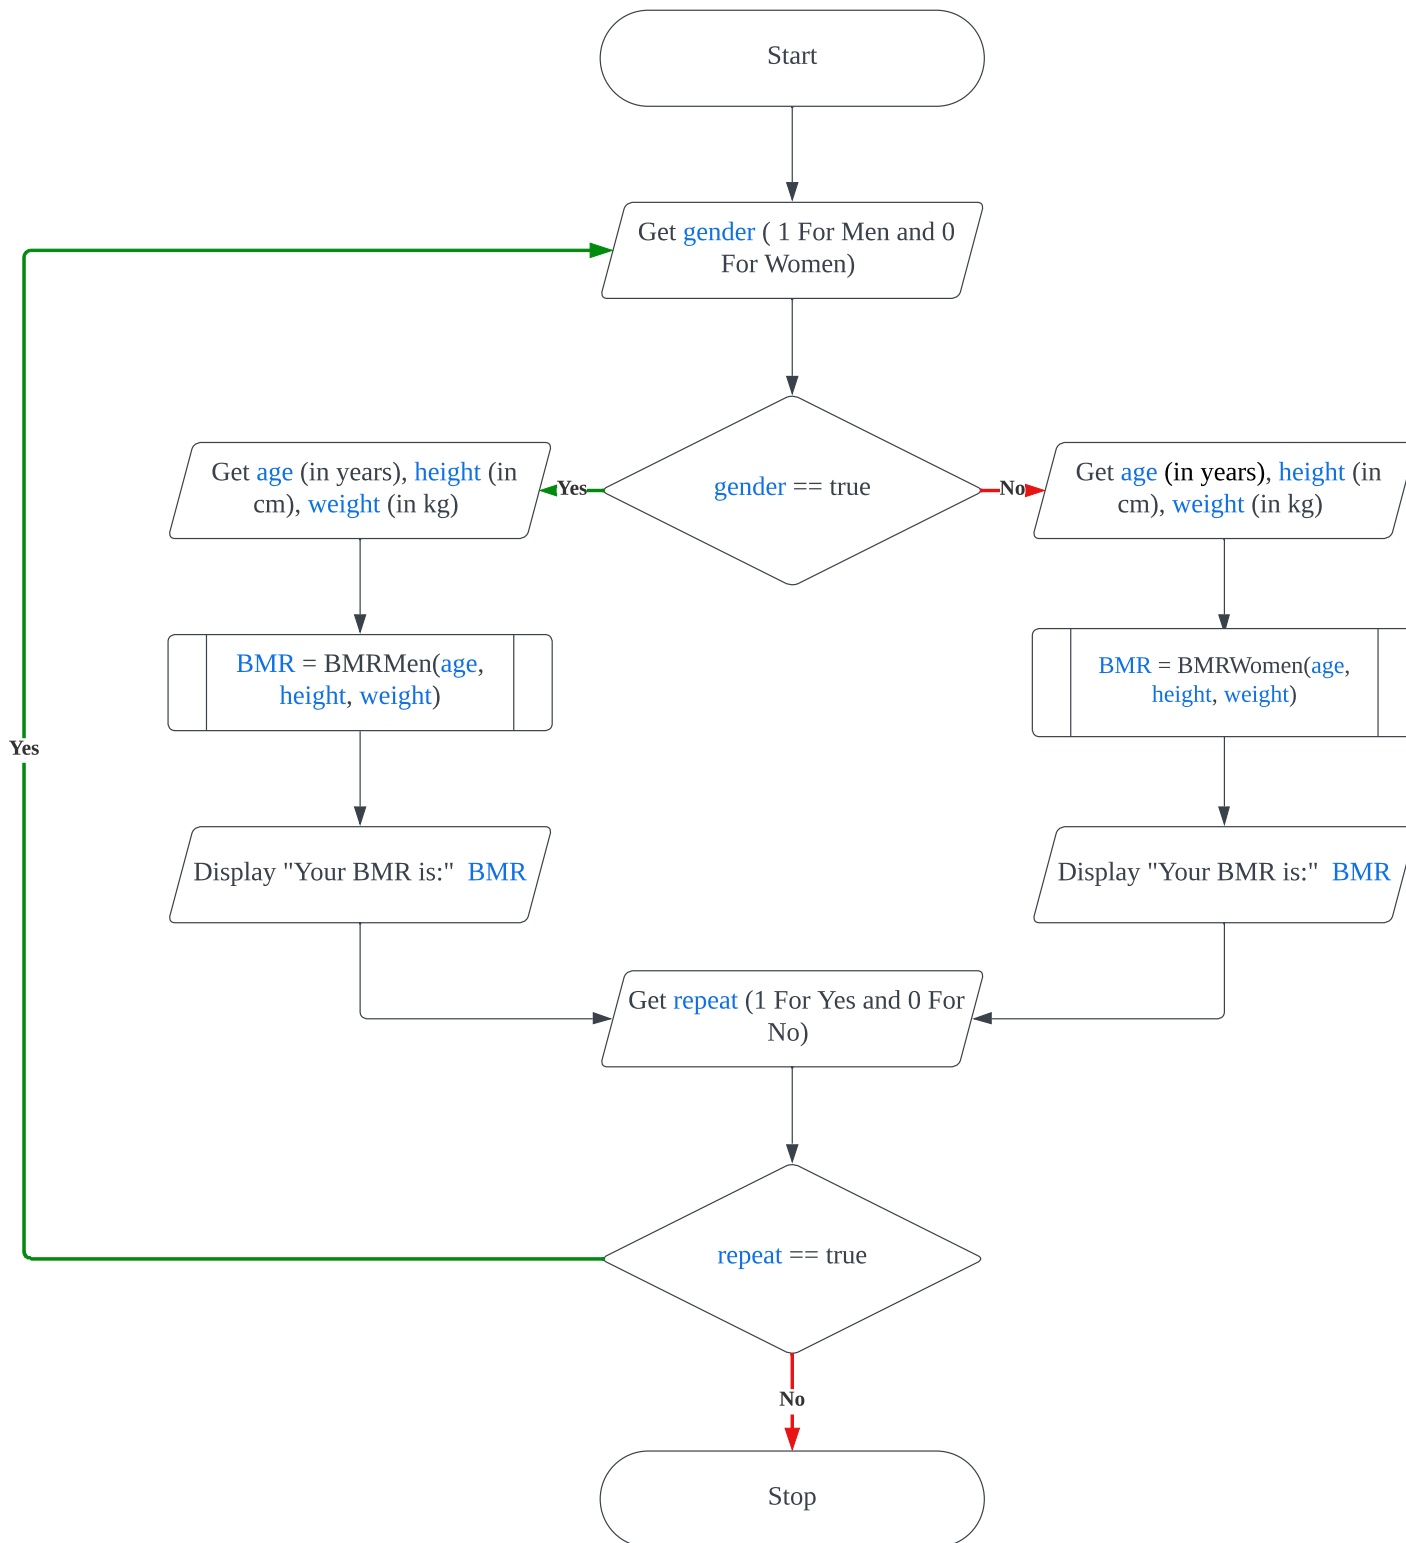 Start
Get gender ( 1 For Men and 0
For Women)
gender == true
Yes
No
Get age (in years), height (in
cm), weight (in kg)
BMR = BMRMen(age,
height, weight)
Display "Your BMR is:"  BMR
Get age (in years), height (in
cm), weight (in kg)
BMR = BMRWomen(age,
height, weight)
Display "Your BMR is:"  BMR
Get repeat (1 For Yes and 0 For
No)
repeat == true
Yes
No
Stop